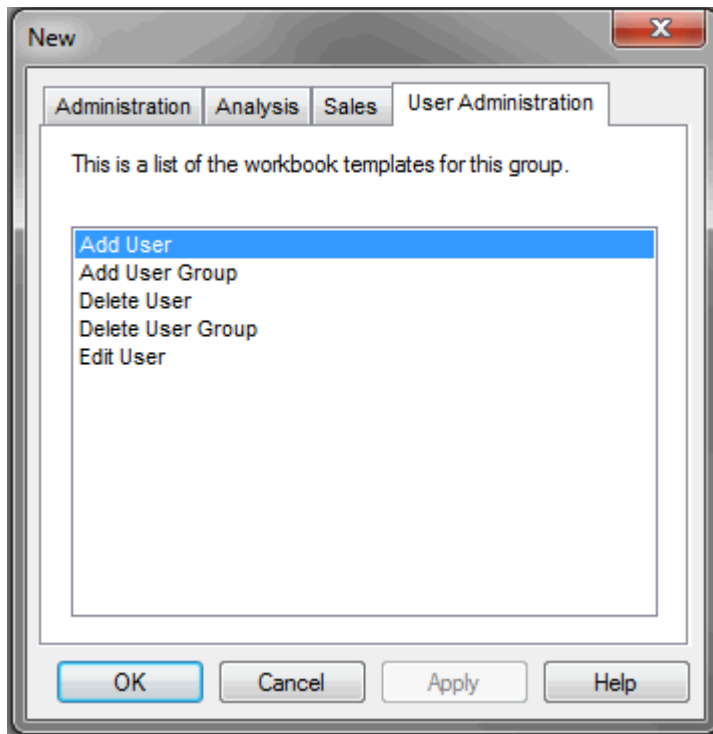 New
Administration
Analysis
Sales
User Administration
This is a list of the workbook templates for this group.
Add User
Add User Group
Delete User
Delete User Group
Edit User
OK
Cancel
Apply
Help